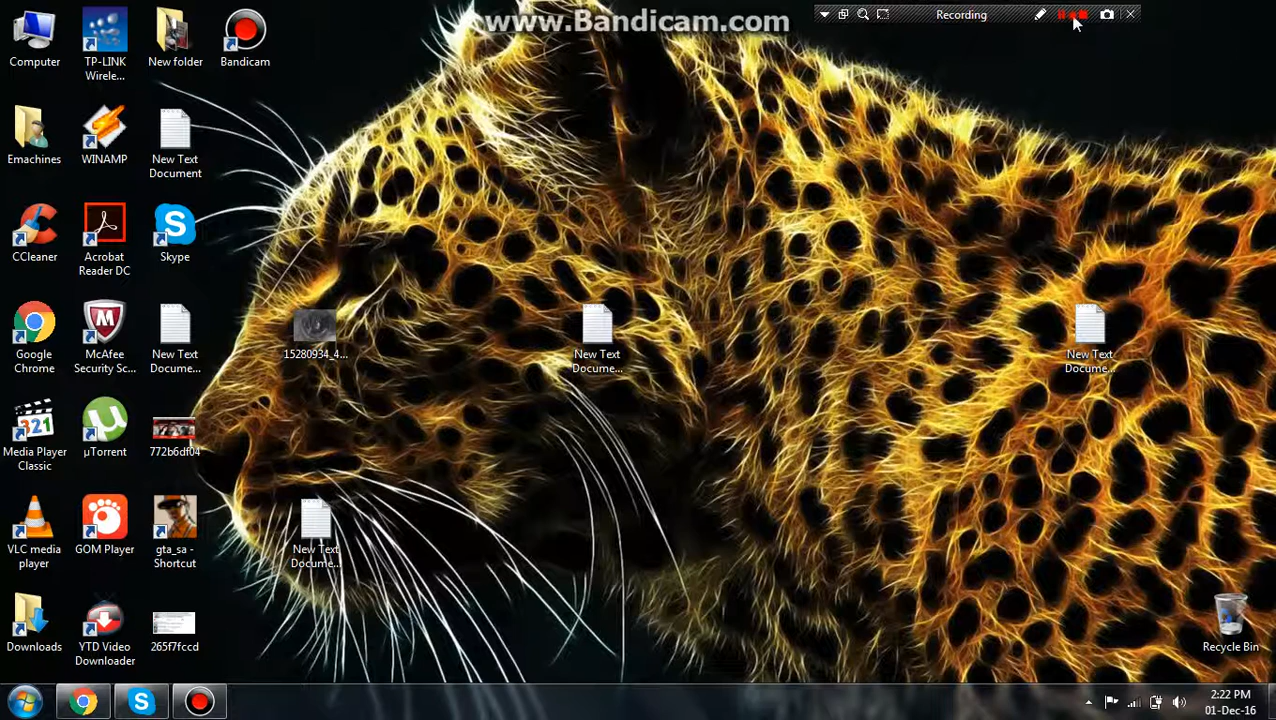 www.Bandicam.com
Recording
Computer
TP-LINK
Wirele...
New folder
Bandicam
Emachines
WINAMP
New Text
Document
CCleaner
Acrobat
Reader DC
Skype
Google
Chrome
McAfee
Security Sc...
New Text
Docume...
15280934_4...
New Text
Docume...
New Text
Docume...
Media Player
Classic
µTorrent
772b6df04
VLC media
player
GOM Player
gta_sa -
Shortcut
New Text
Docume...
Downloads
YTD Video
Downloader
265f7fccd
Recycle Bin
2:22 PM
01-Dec-16